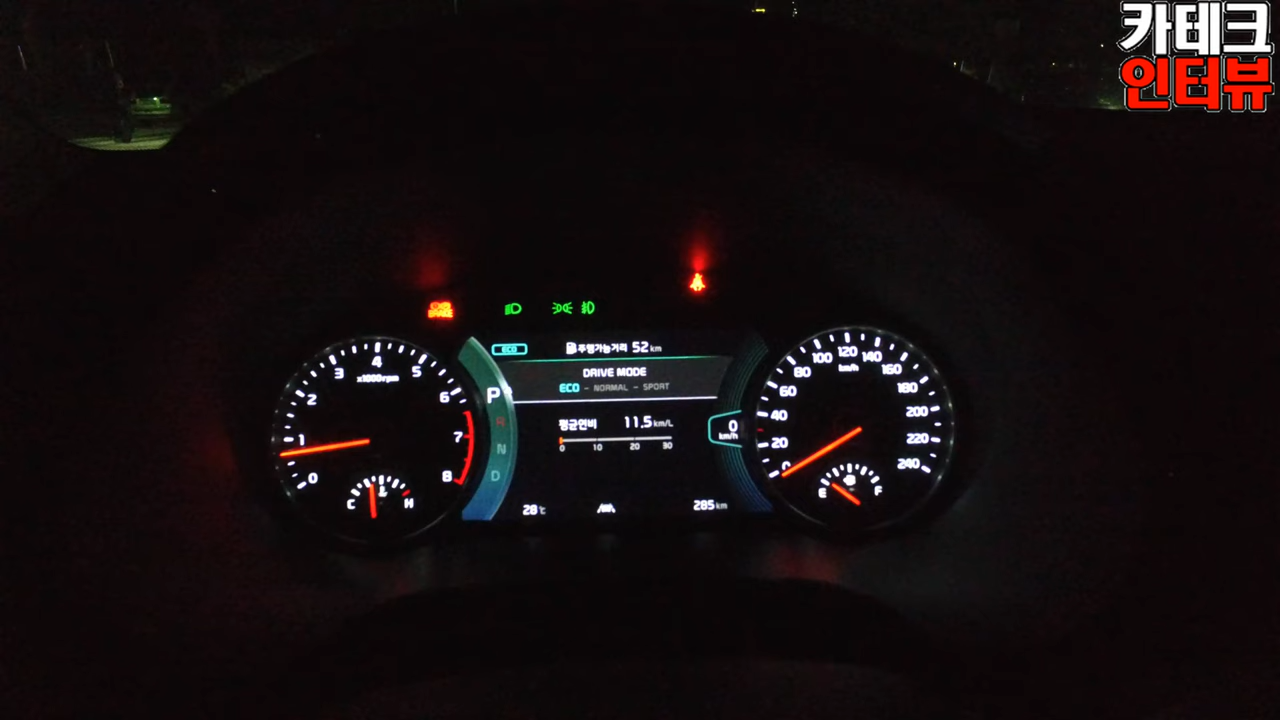 카테크
인터뷰
ECO
주행가능거리 52 km
DRIVE MODE
ECO - NORMAL - SPORT
평균연비 11.5 km/L
0 10 20 30
28℃
285 km
P
R
N
D
0 1 2 3 4 5 6 7 8
x1000rpm
C H
0 km/h
0 20 40 60 80 100 120 140 160 180 200 220 240
km/h
E F